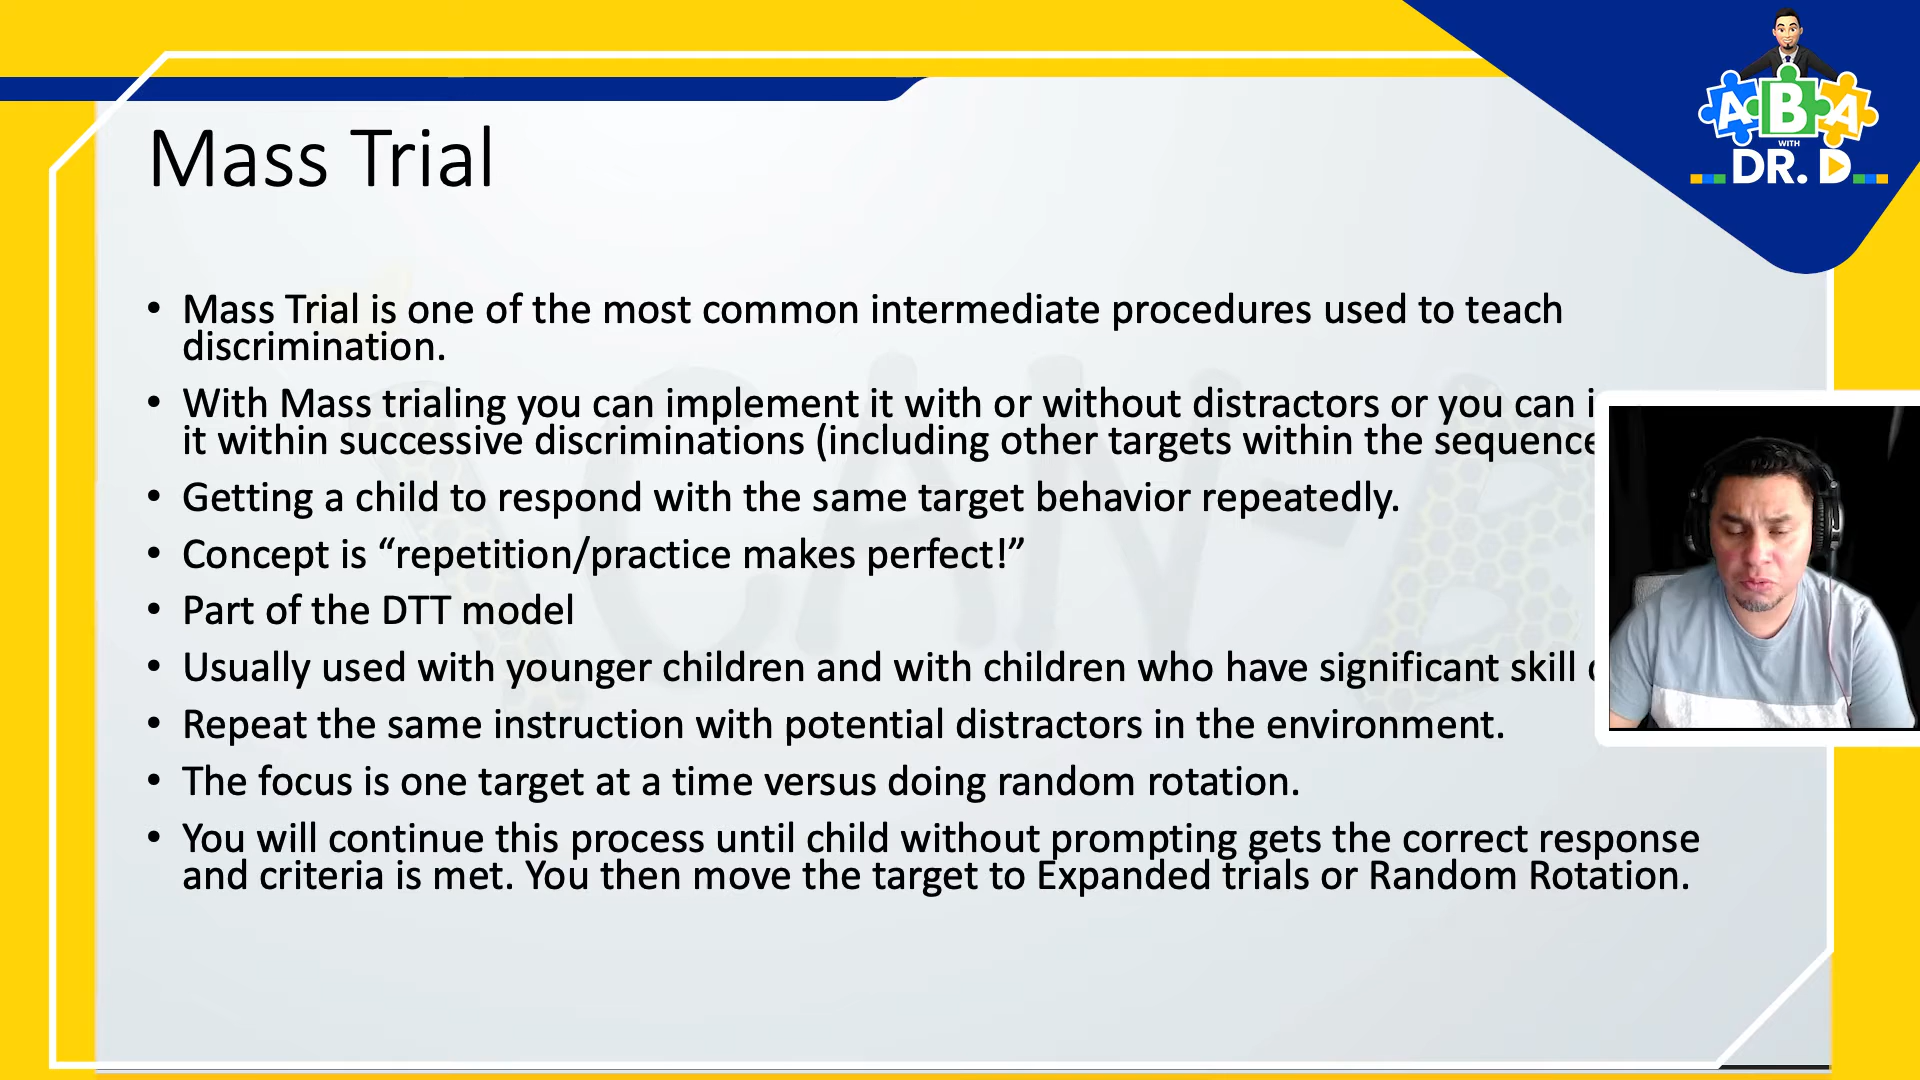 Mass Trial
A B A
WITH
DR. D
• Mass Trial is one of the most common intermediate procedures used to teach
discrimination.
• With Mass trialing you can implement it with or without distractors or you can
it within successive discriminations (including other targets within the sequence
• Getting a child to respond with the same target behavior repeatedly.
• Concept is “repetition/practice makes perfect!”
• Part of the DTT model
• Usually used with younger children and with children who have significant skill
• Repeat the same instruction with potential distractors in the environment.
• The focus is one target at a time versus doing random rotation.
• You will continue this process until child without prompting gets the correct response
and criteria is met. You then move the target to Expanded trials or Random Rotation.